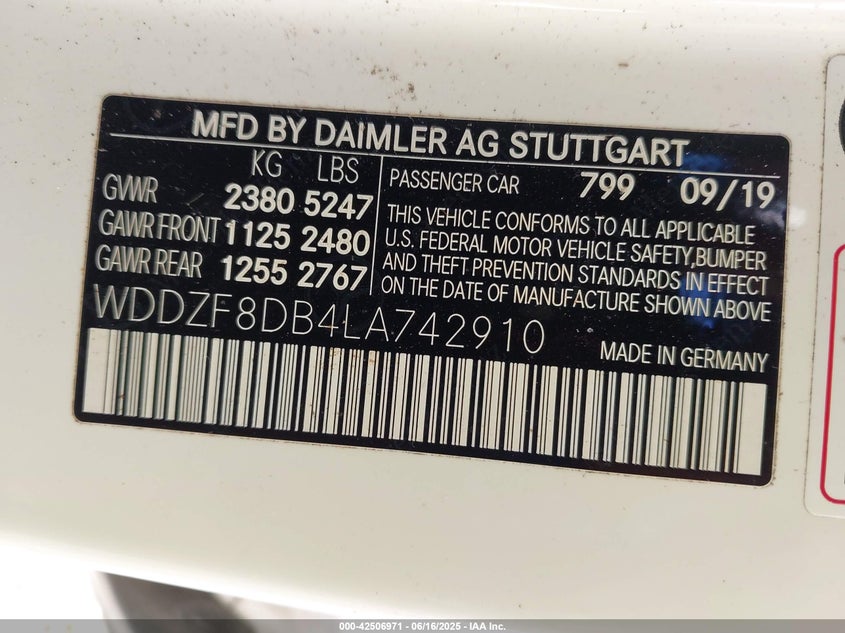 MFD BY DAIMLER AG STUTTGART
KG LBS
GVWR 2380 5247
GAWR FRONT 1125 2480
GAWR REAR 1255 2767
PASSENGER CAR 799 09/19
THIS VEHICLE CONFORMS TO ALL APPLICABLE
U.S. FEDERAL MOTOR VEHICLE SAFETY,BUMPER
AND THEFT PREVENTION STANDARDS IN EFFECT
ON THE DATE OF MANUFACTURE SHOWN ABOVE
WDDZF8DB4LA742910
MADE IN GERMANY
000-42506971 - 06/16/2025 - IAA Inc.